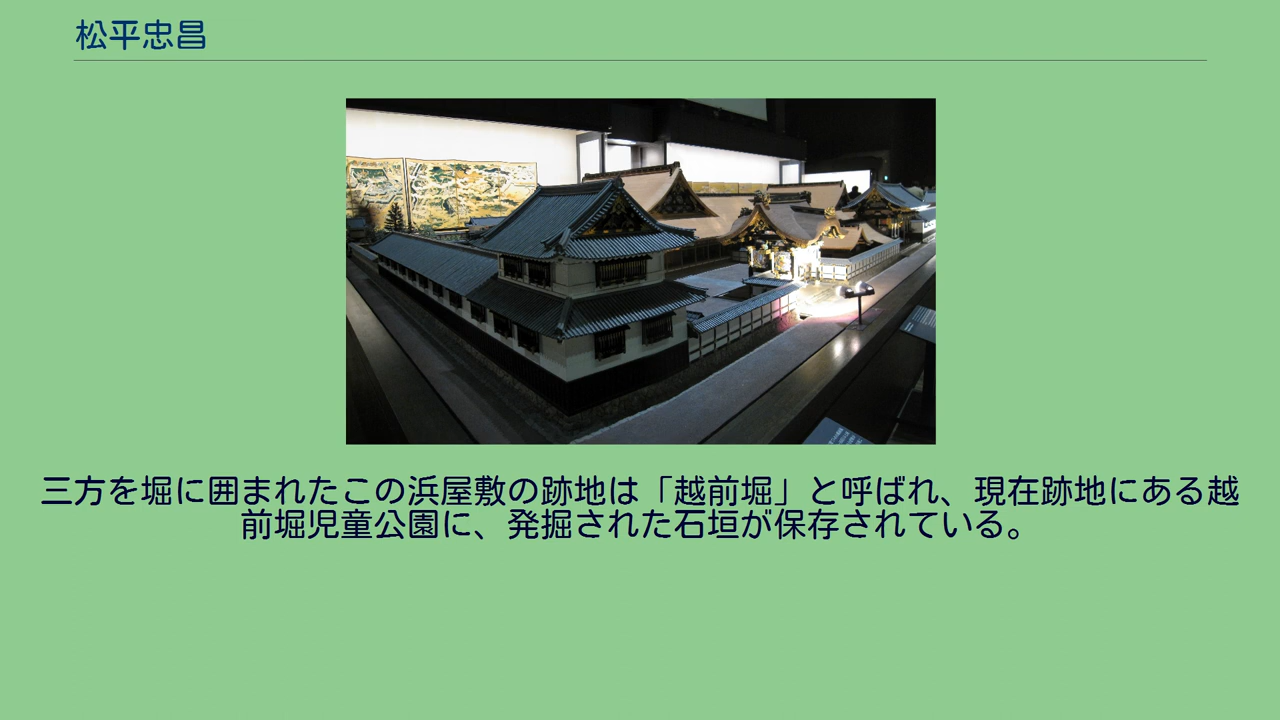 松平忠昌
三方を堀に囲まれたこの浜屋敷の跡地は「越前堀」と呼ばれ、現在跡地にある越
前堀児童公園に、発掘された石垣が保存されている。